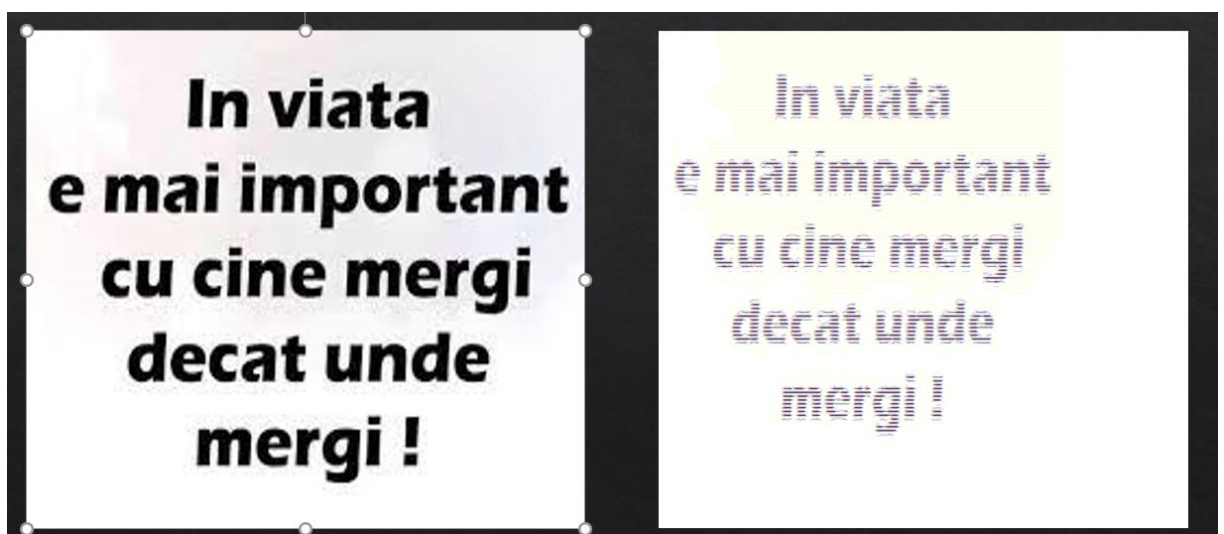 In viata
e mai important
cu cine mergi
decat unde
mergi !
In viata
e mai important
cu cine mergi
decat unde
mergi !